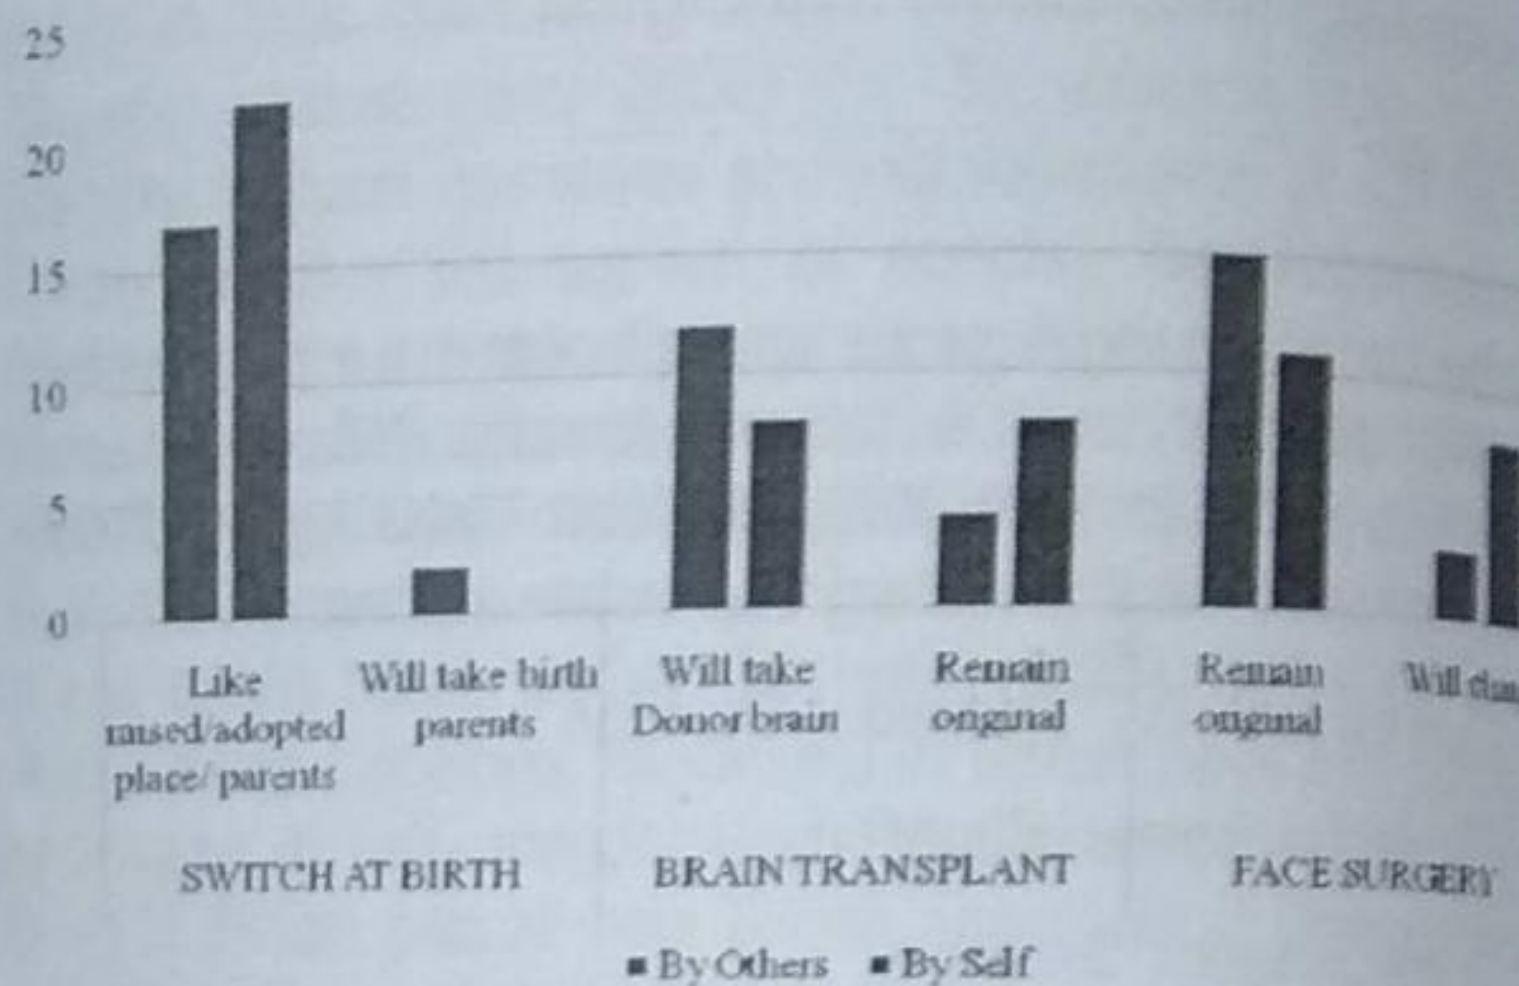 25
20
15
10
5
0
Like
raised/adopted
place/ parents
Will take birth
parents
Will take
Donor brain
Remain
original
Remain
original
Will
SWITCH AT BIRTH
BRAIN TRANSPLANT
FACE SURGERY
■ By Others ■ By Self